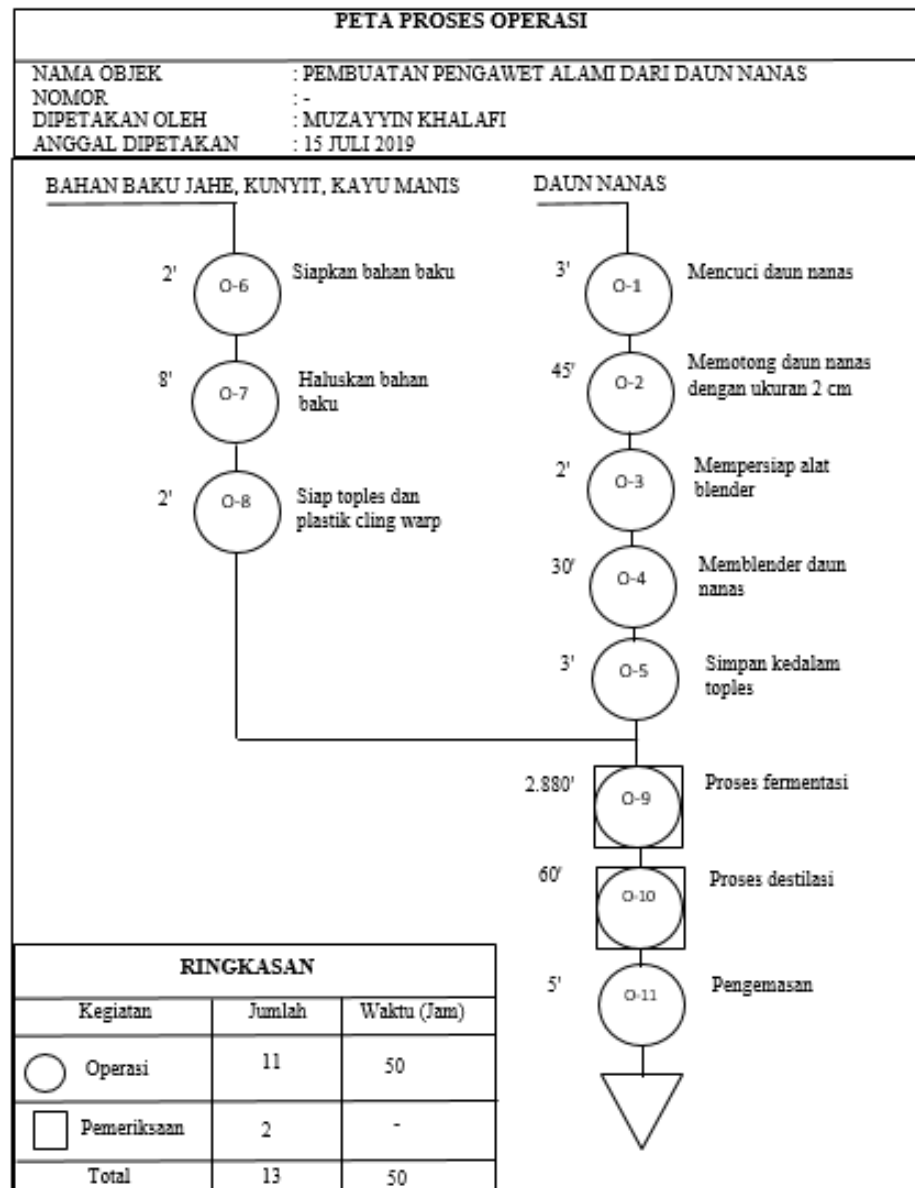 PETA PROSES OPERASI
NAMA OBJEK : PEMBUATAN PENGAWET ALAMI DARI DAUN NANAS
NOMOR : -
DIPETAKAN OLEH : MUZAYYIN KHALAFI
ANGGAL DIPETAKAN : 15 JULI 2019
BAHAN BAKU JAHE, KUNYIT, KAYU MANIS
2' O-6 Siapkan bahan baku
8' O-7 Haluskan bahan
baku
2' O-8 Siap toples dan
plastik cling warp
DAUN NANAS
3' O-1 Mencuci daun nanas
45' O-2 Memotong daun nanas
dengan ukuran 2 cm
2' O-3 Mempersiap alat
blender
30' O-4 Memblender daun
nanas
3' O-5 Simpan kedalam
toples
2.880' O-9 Proses fermentasi
60' O-10 Proses destilasi
5' O-11 Pengemasan
RINGKASAN
Kegiatan Jumlah Waktu (Jam)
Operasi 11 50
Pemeriksaan 2 -
Total 13 50